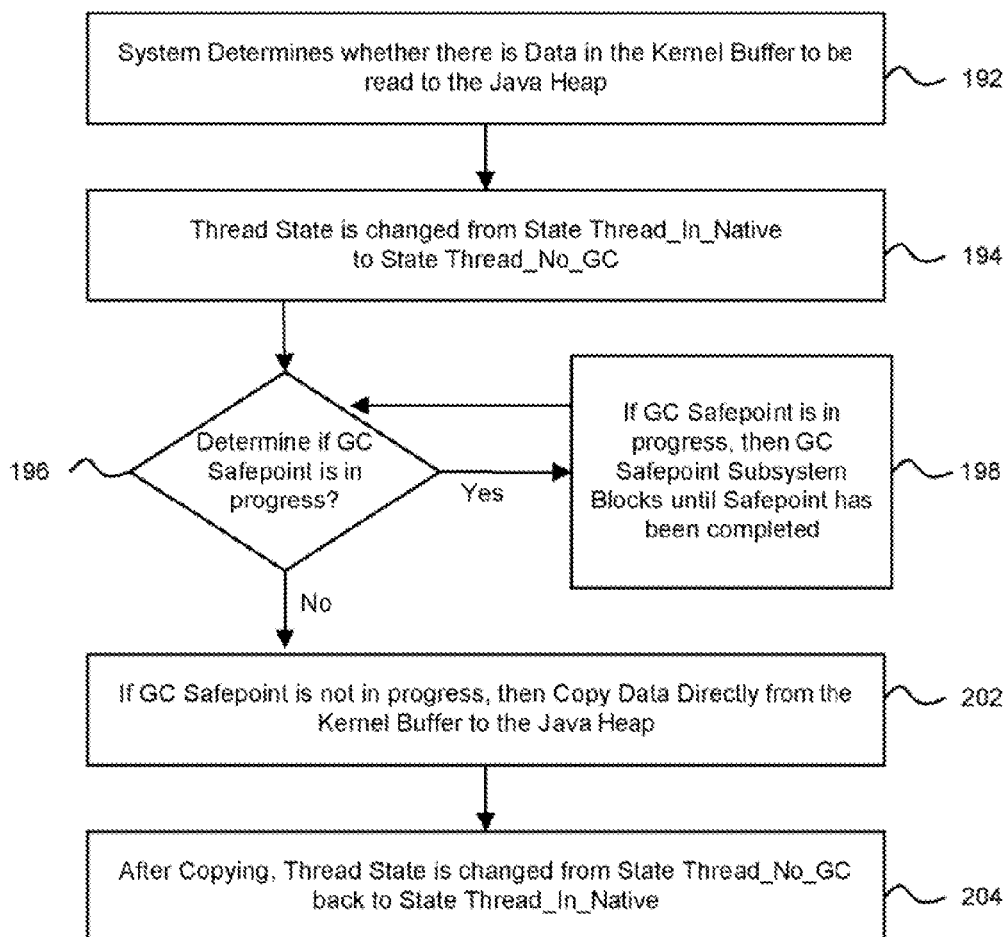 System Determines whether there is Data in the Kernel Buffer to be
read to the Java Heap
192
Thread State is changed from State Thread_In_Native
to State Thread_No_GC
194
Determine if GC
Safepoint is in
progress?
196
Yes
If GC Safepoint is in
progress, then GC
Safepoint Subsystem
Blocks until Safepoint has
been completed
198
No
If GC Safepoint is not in progress, then Copy Data Directly from the
Kernel Buffer to the Java Heap
202
After Copying, Thread State is changed from State Thread_No_GC
back to State Thread_In_Native
204